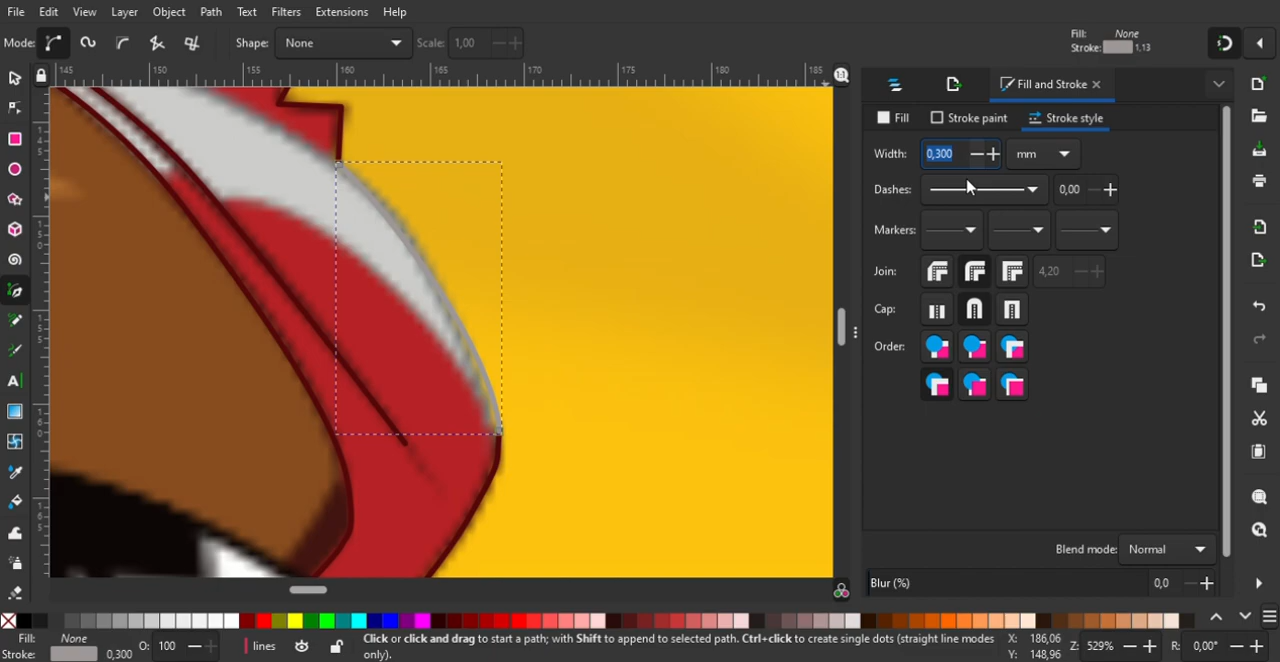 File Edit View Layer Object Path Text Filters Extensions Help
Mode: Shape: None Scale: 1,00
Fill: None
Stroke: 1,13
145 150 155 160 165 170 175 180 185
Fill and Stroke
Fill Stroke paint Stroke style
Width: 0,300 mm
Dashes: 0,00
Markers:
Join: 4,20
Cap:
Order:
Blend mode: Normal
Blur (%) 0,0
Fill: None
Stroke: 0,300
O: 100
lines
Click or click and drag to start a path; with Shift to append to selected path. Ctrl+click to create single dots (straight line modes
only).
X: 186,06
Y: 148,96
Z: 529%
R: 0,00°